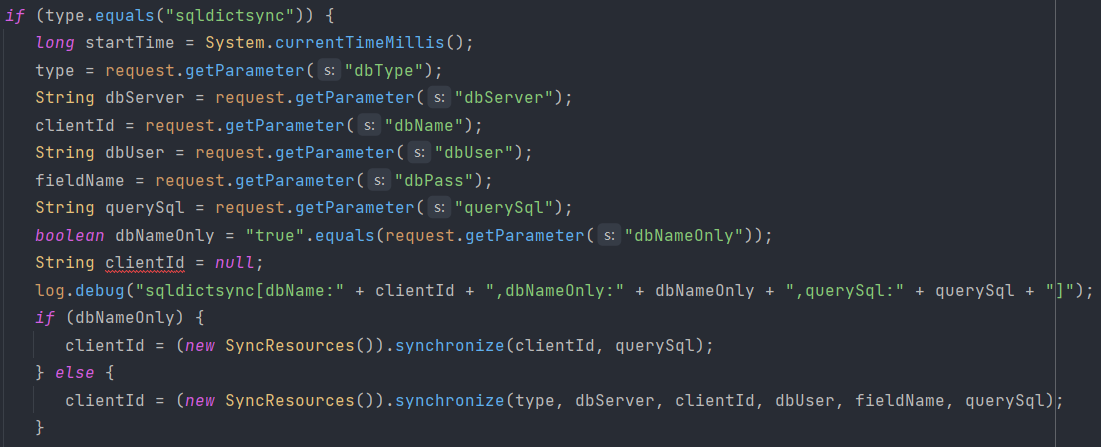 if (type.equals("sqldictsync")) {
long startTime = System.currentTimeMillis();
type = request.getParameter( s: "dbType");
String dbServer = request.getParameter( s: "dbServer");
clientId = request.getParameter( s: "dbName");
String dbUser = request.getParameter( s: "dbUser");
fieldName = request.getParameter( s: "dbPass");
String querySql = request.getParameter( s: "querySql");
boolean dbNameOnly = "true".equals(request.getParameter( s: "dbNameOnly"));
String clientId = null;
log.debug("sqldictsync[dbName:" + clientId + ",dbNameOnly:" + dbNameOnly + ",querySql:" + querySql + "]");
if (dbNameOnly) {
clientId = (new SyncResources()).synchronize(clientId, querySql);
} else {
clientId = (new SyncResources()).synchronize(type, dbServer, clientId, dbUser, fieldName, querySql);
}